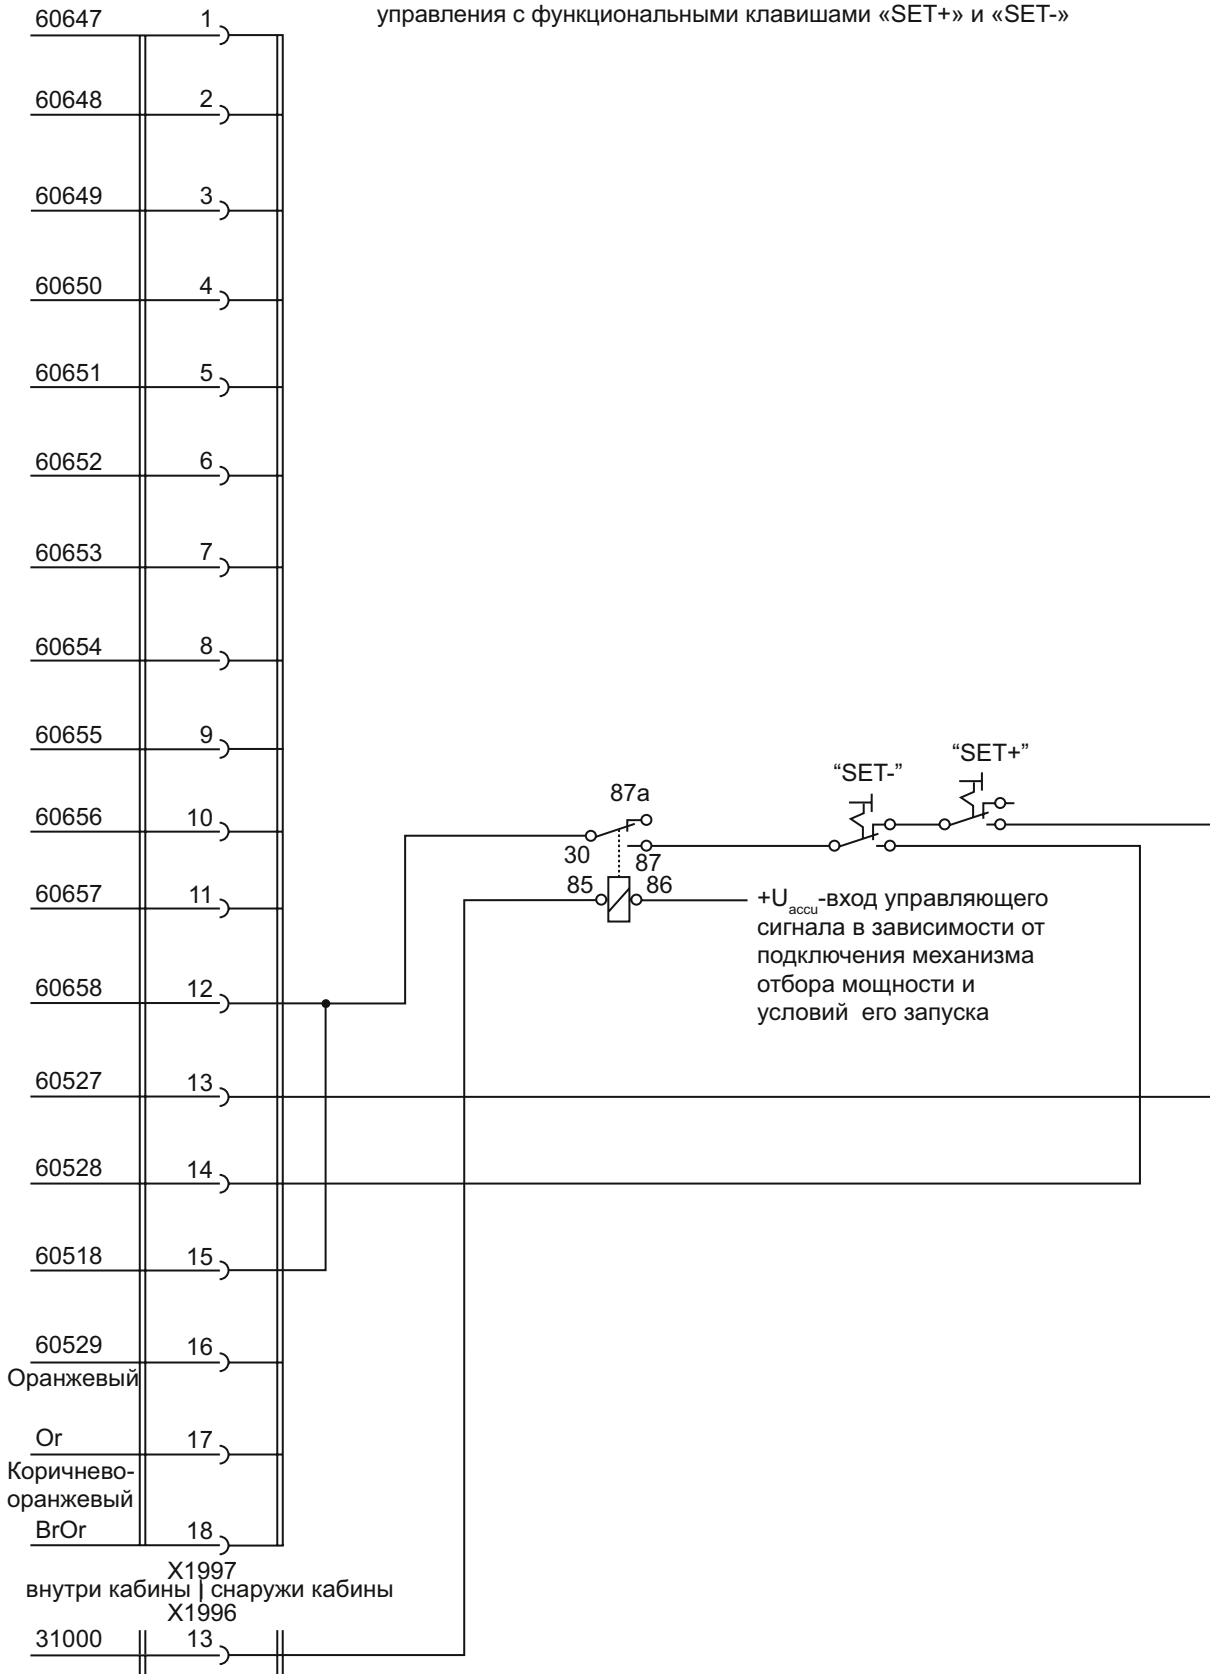 управления с функциональными клавишами «SET+» и «SET-»
60647 1
60648 2
60649 3
60650 4
60651 5
60652 6
60653 7
60654 8
60655 9
“SET-” “SET+”
87a
60656 10
30 87
85 86
60657 11
+Uaccu-вход управляющего
сигнала в зависимости от
подключения механизма
отбора мощности и
условий его запуска
60658 12
60527 13
60528 14
60518 15
60529 16
Оранжевый
Or 17
Коричнево-
оранжевый
BrOr 18
X1997
внутри кабины | снаружи кабины
X1996
31000 13